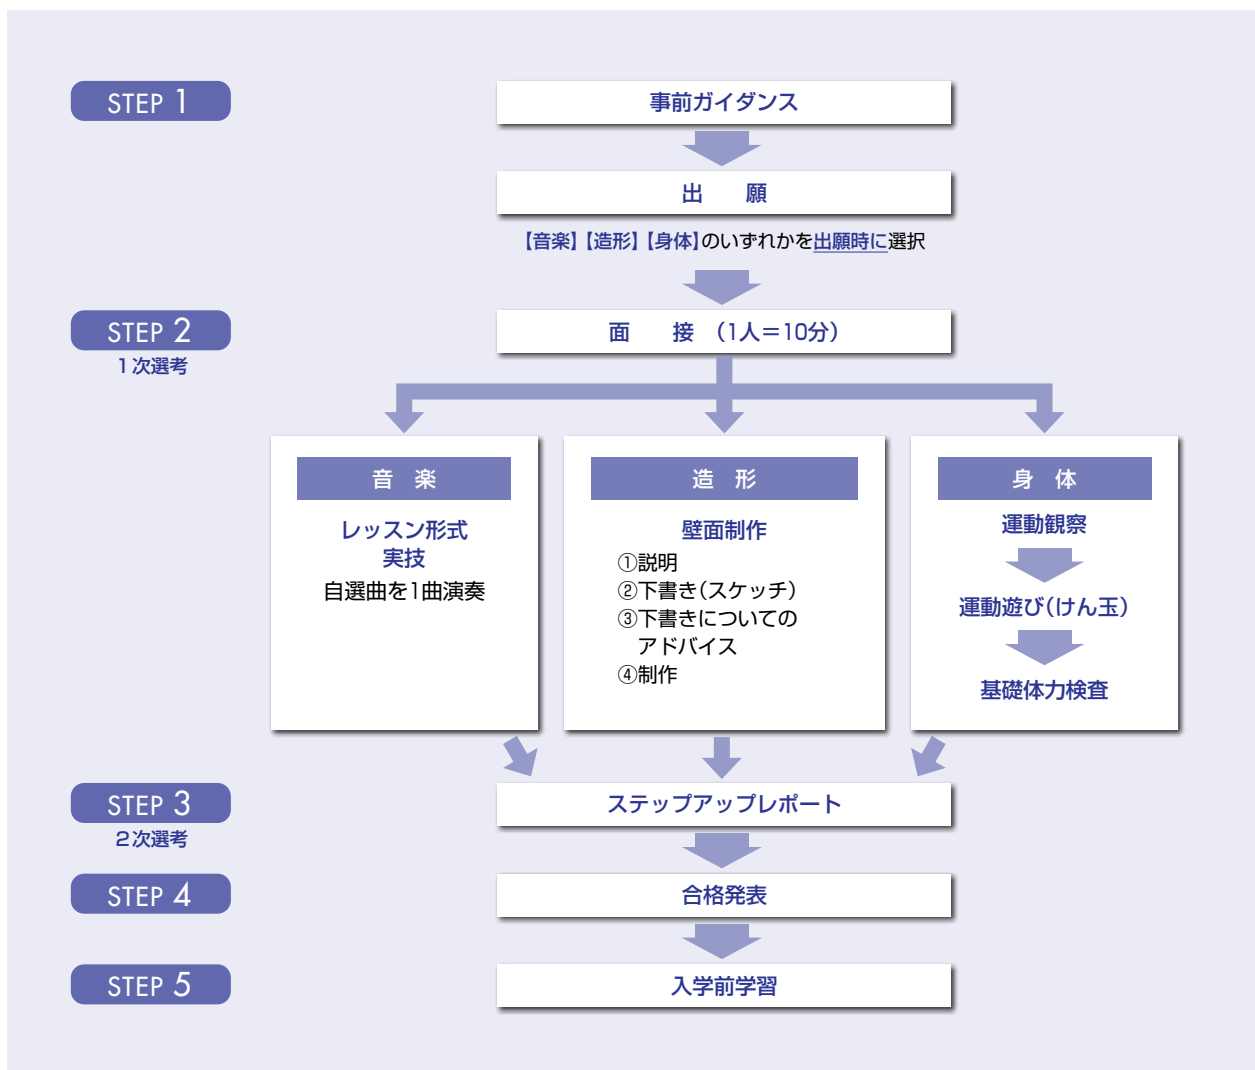 STEP 1
事前ガイダンス
出　願
【音楽】【造形】【身体】のいずれかを出願時に選択
STEP 2
1次選考
面　接　(1人＝10分)
音　楽
レッスン形式
実技
自選曲を1曲演奏
造　形
壁面制作
①説明
②下書き(スケッチ)
③下書きについての
アドバイス
④制作
身　体
運動観察
運動遊び(けん玉)
基礎体力検査
STEP 3
2次選考
ステップアップレポート
STEP 4
合格発表
STEP 5
入学前学習